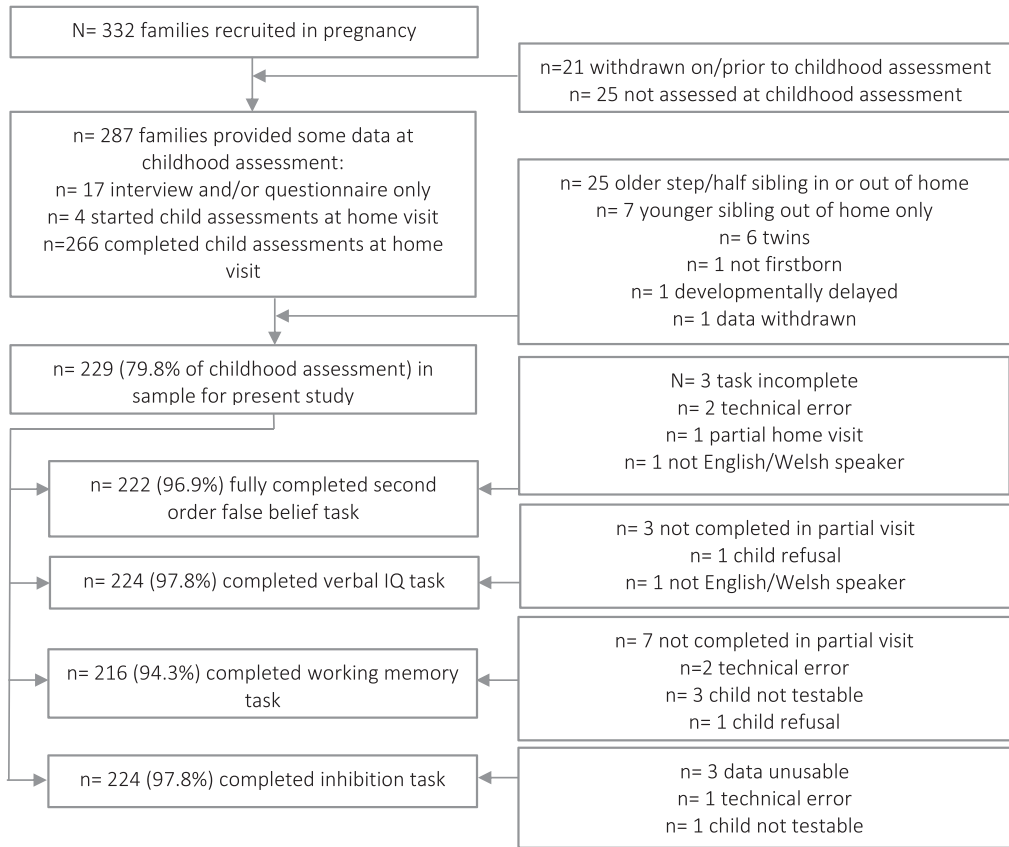 N= 332 families recruited in pregnancy
n=21 withdrawn on/prior to childhood assessment
n= 25 not assessed at childhood assessment
n= 287 families provided some data at
childhood assessment:
n= 17 interview and/or questionnaire only
n= 4 started child assessments at home visit
n=266 completed child assessments at home
visit
n= 25 older step/half sibling in or out of home
n= 7 younger sibling out of home only
n= 6 twins
n= 1 not firstborn
n= 1 developmentally delayed
n= 1 data withdrawn
n= 229 (79.8% of childhood assessment) in
sample for present study
N= 3 task incomplete
n= 2 technical error
n= 1 partial home visit
n= 1 not English/Welsh speaker
n= 222 (96.9%) fully completed second
order false belief task
n= 3 not completed in partial visit
n= 1 child refusal
n= 1 not English/Welsh speaker
n= 224 (97.8%) completed verbal IQ task
n= 7 not completed in partial visit
n=2 technical error
n= 3 child not testable
n= 1 child refusal
n= 216 (94.3%) completed working memory
task
n= 3 data unusable
n= 1 technical error
n= 1 child not testable
n= 224 (97.8%) completed inhibition task